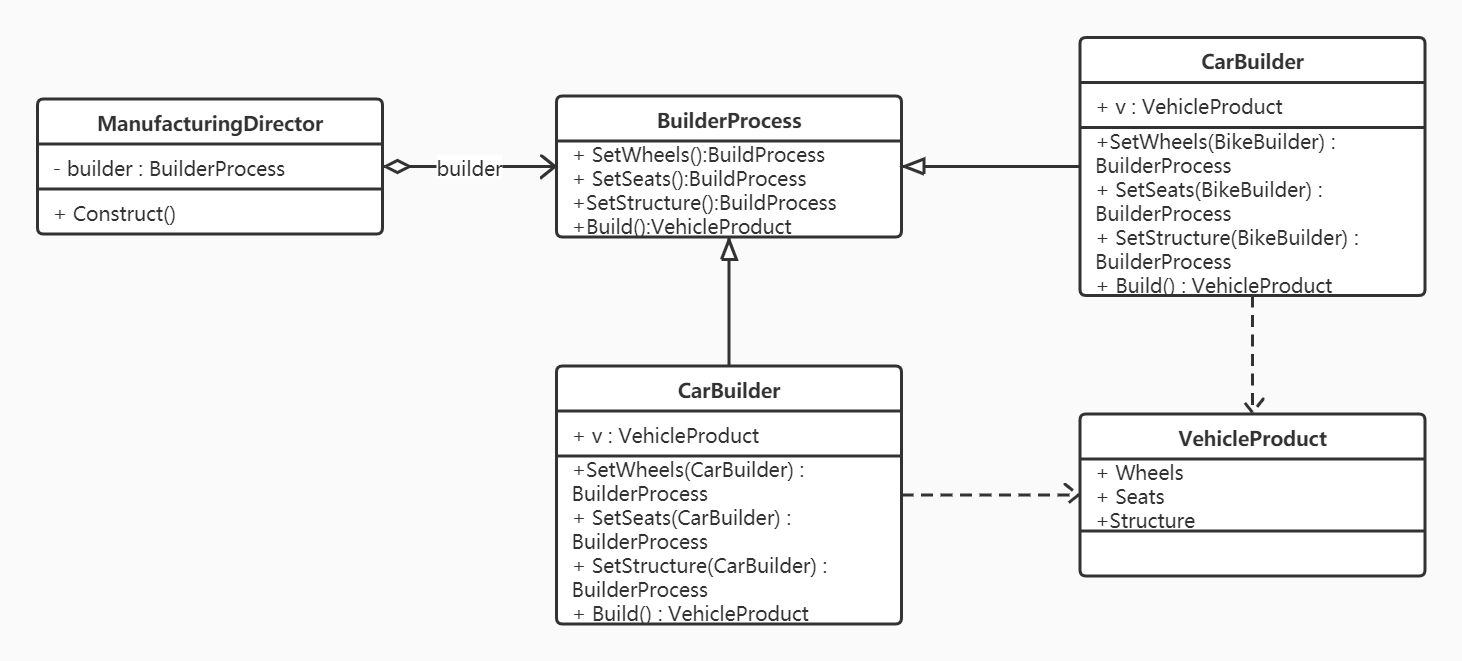 ManufacturingDirector
- builder : BuilderProcess
+ Construct()
builder
BuilderProcess
+ SetWheels():BuildProcess
+ SetSeats():BuildProcess
+SetStructure():BuildProcess
+Build():VehicleProduct
CarBuilder
+ v : VehicleProduct
+SetWheels(BikeBuilder) :
BuilderProcess
+ SetSeats(BikeBuilder) :
BuilderProcess
+ SetStructure(BikeBuilder) :
BuilderProcess
+ Build() : VehicleProduct
CarBuilder
+ v : VehicleProduct
+SetWheels(CarBuilder) :
BuilderProcess
+ SetSeats(CarBuilder) :
BuilderProcess
+ SetStructure(CarBuilder) :
BuilderProcess
+ Build() : VehicleProduct
VehicleProduct
+ Wheels
+ Seats
+Structure